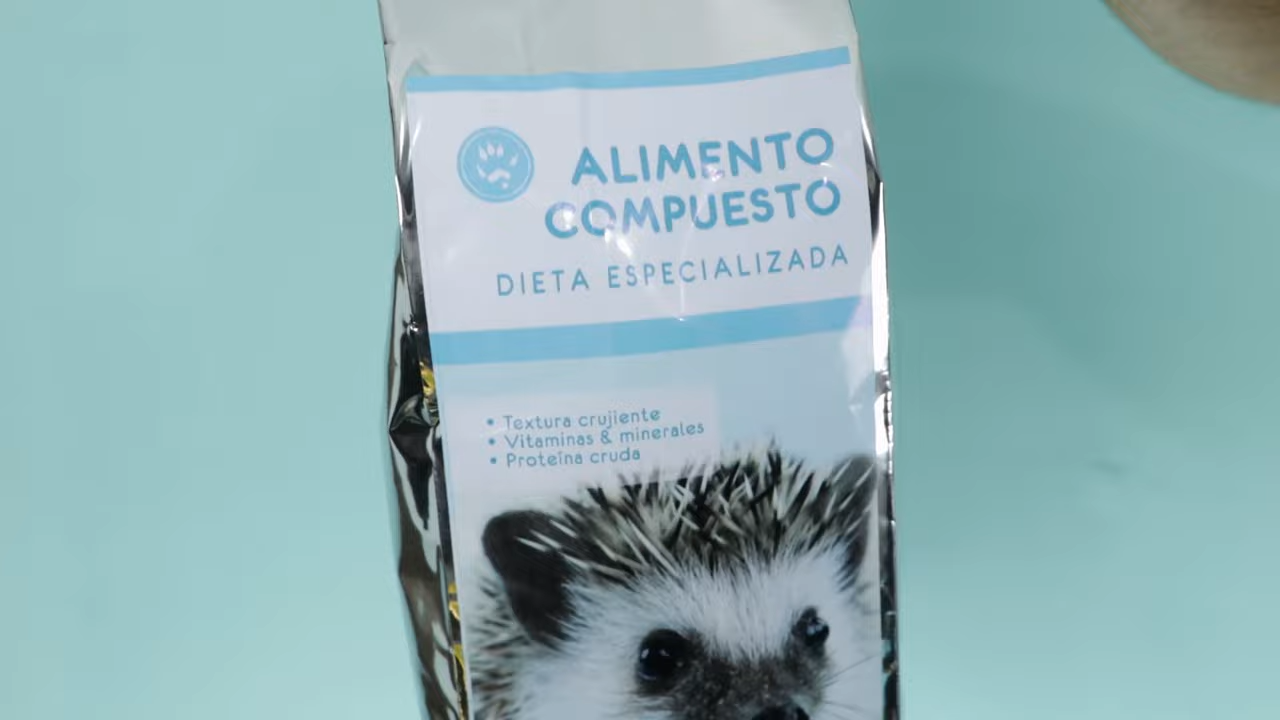 ALIMENTO
COMPUESTO
DIETA ESPECIALIZADA
• Textura crujiente
• Vitaminas & minerales
• Proteína cruda